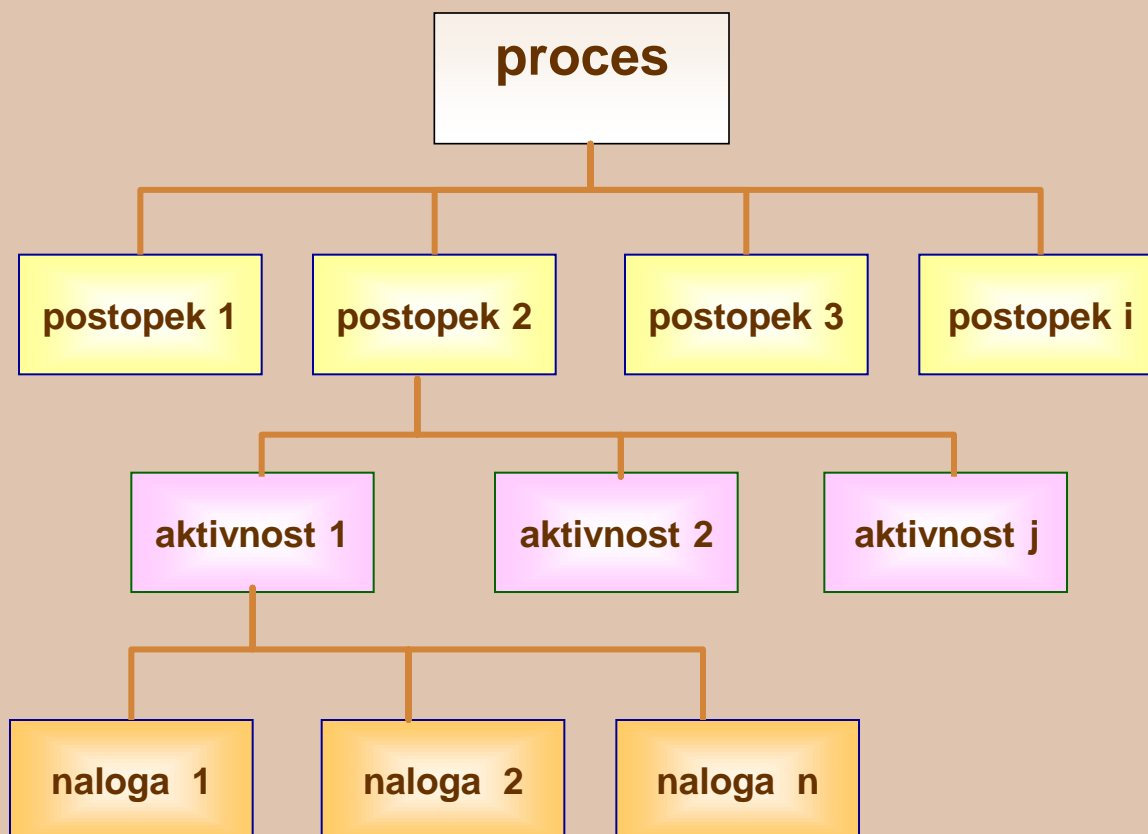 proces
postopek 1
postopek 2
postopek 3
postopek i
aktivnost 1
aktivnost 2
aktivnost j
naloga 1
naloga 2
naloga n